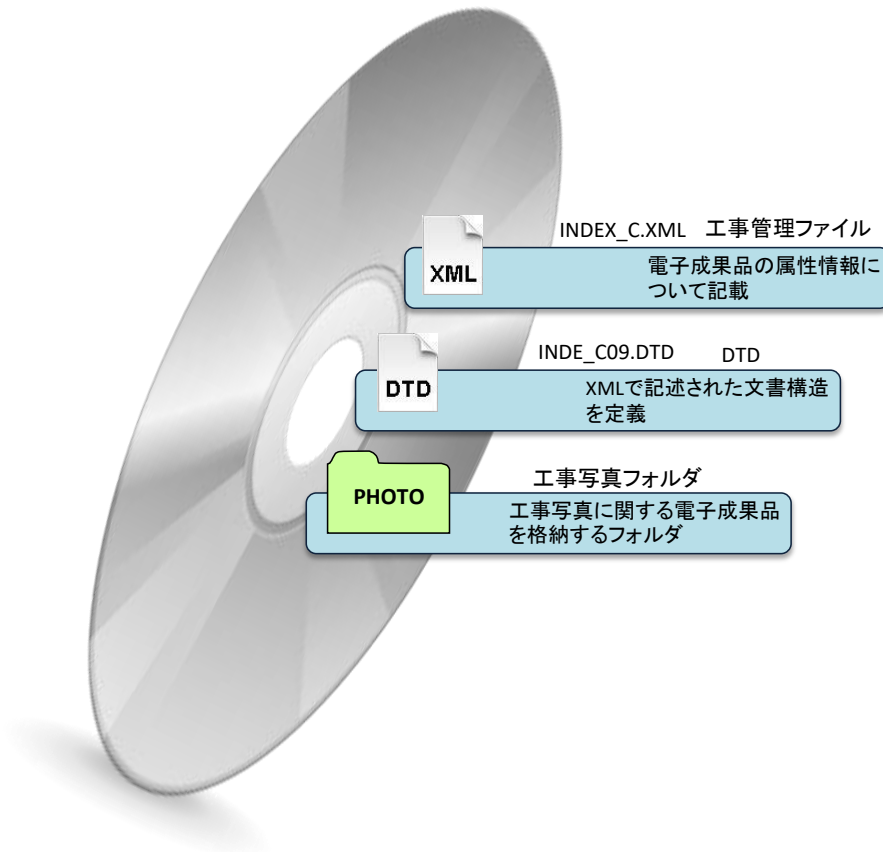 INDEX_C.XML 工事管理ファイル
XML
電子成果品の属性情報に
ついて記載
INDE_C09.DTD DTD
DTD
XMLで記述された文書構造
を定義
工事写真フォルダ
PHOTO
工事写真に関する電子成果品
を格納するフォルダ